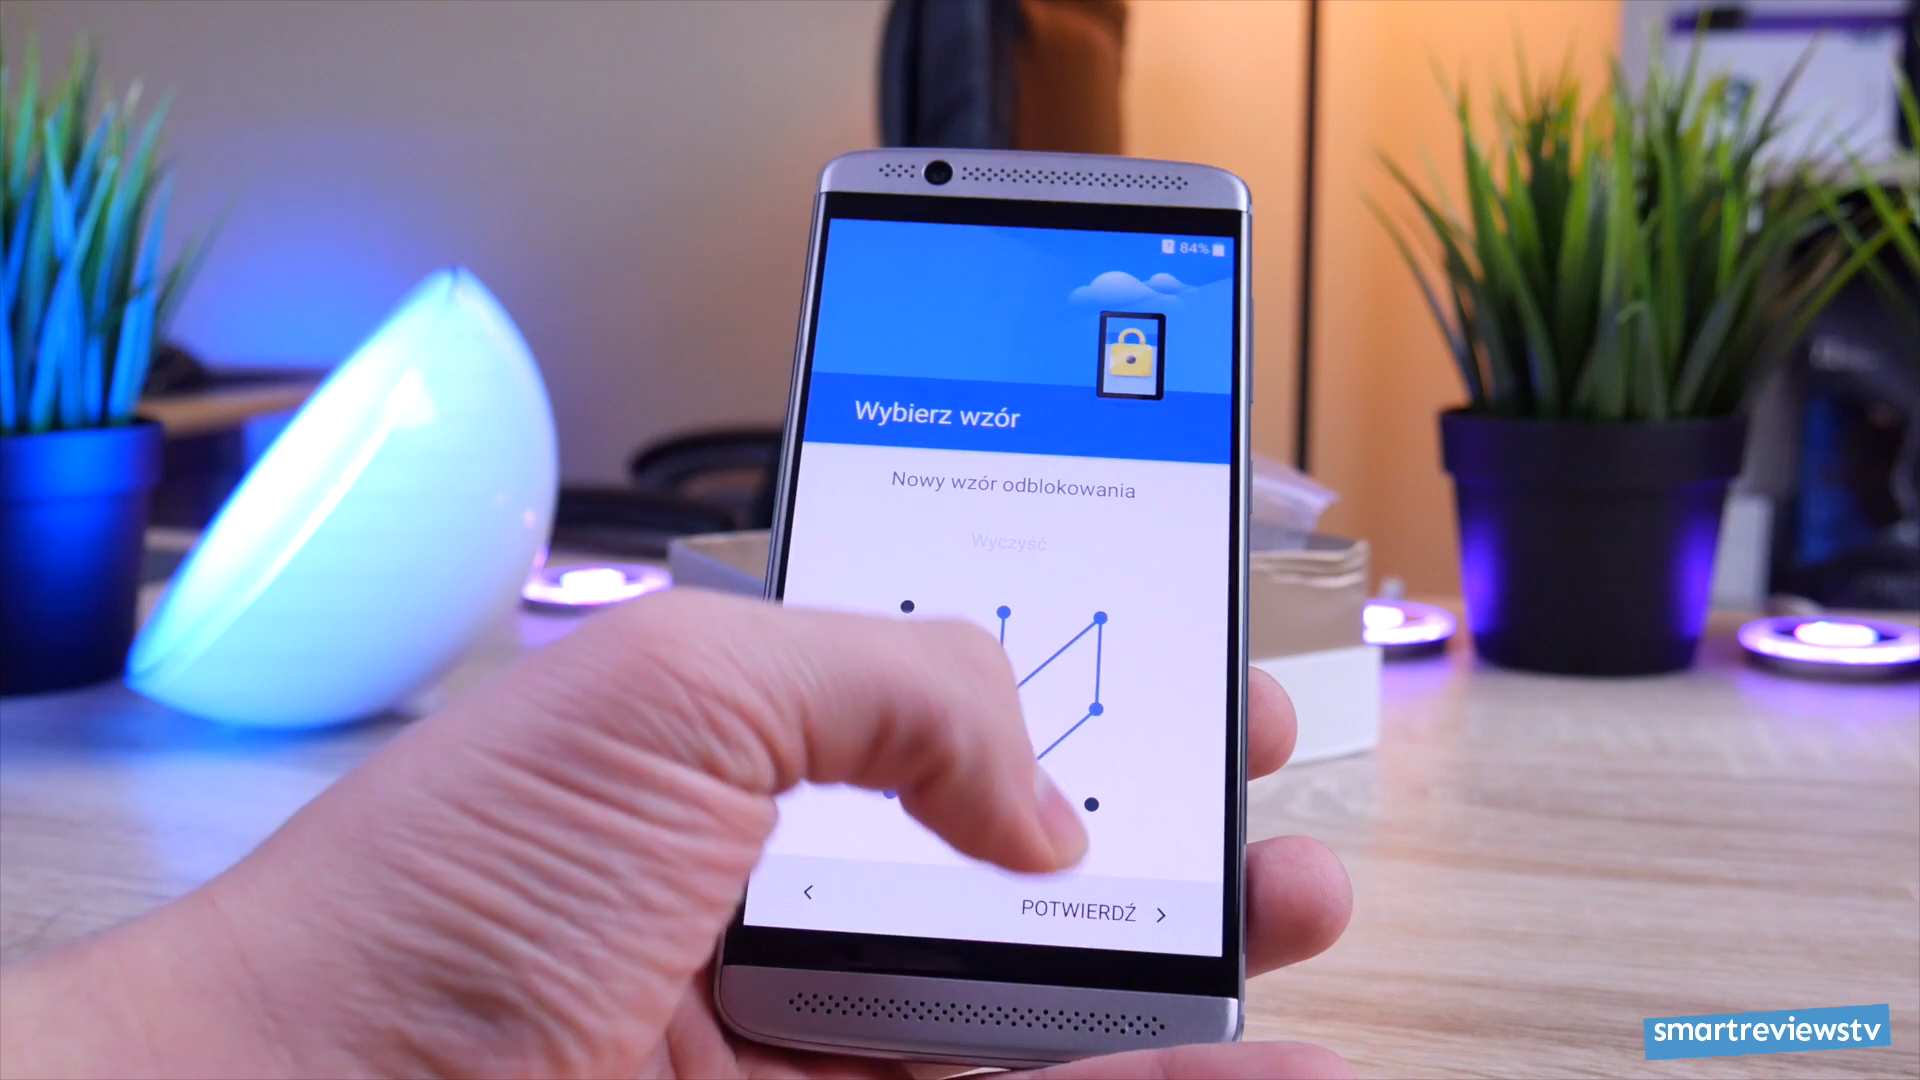 84%
Wybierz wzór
Nowy wzór odblokowania
Wyczyść
POTWIERDŹ
smartreviewstv